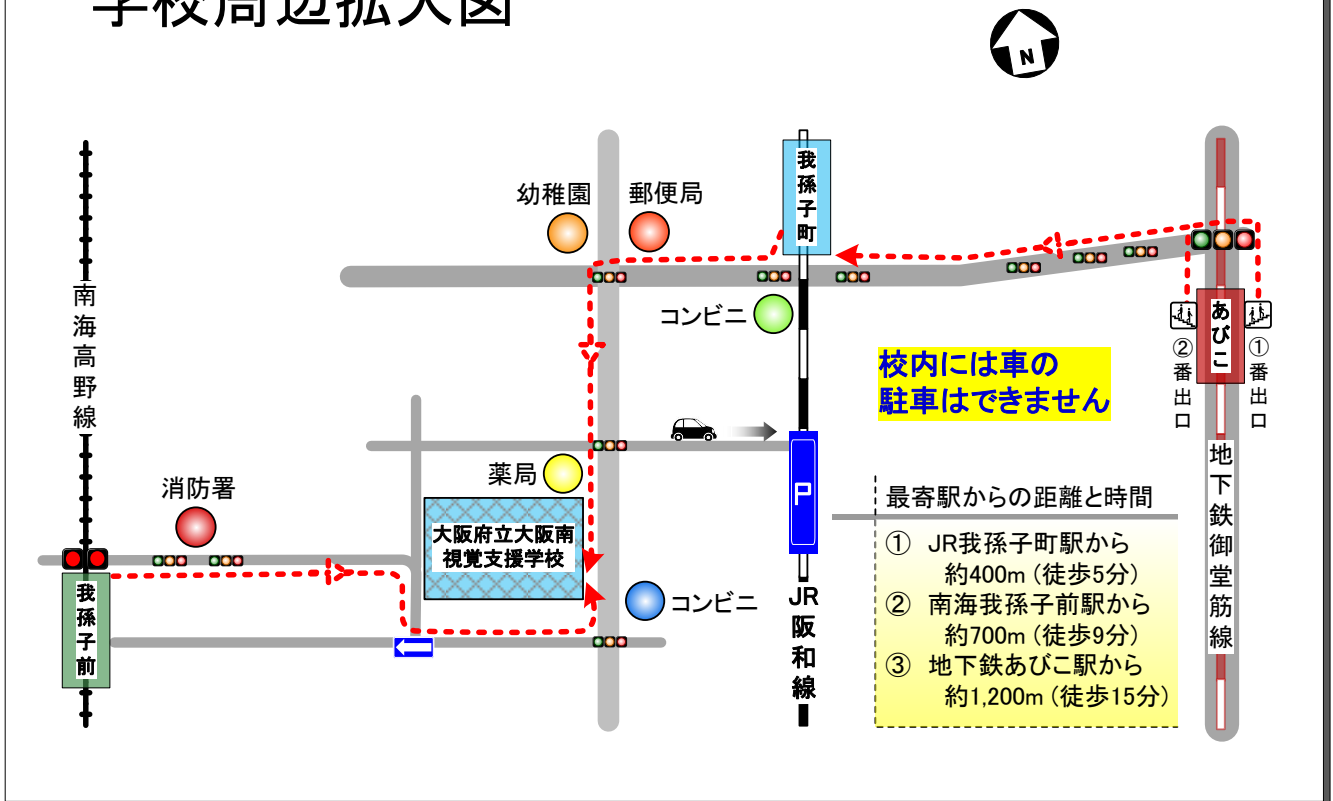 学校周辺拡大図
N
幼稚園
郵便局
我孫子町
コンビニ
南海高野線
あびこ
②番出口
①番出口
校内には車の
駐車はできません
薬局
消防署
P
地下鉄御堂筋線
大阪府立大阪南
視覚支援学校
我孫子前
コンビニ
JR阪和線
最寄駅からの距離と時間
① JR我孫子町駅から
約400m (徒歩5分)
② 南海我孫子前駅から
約700m (徒歩9分)
③ 地下鉄あびこ駅から
約1,200m (徒歩15分)